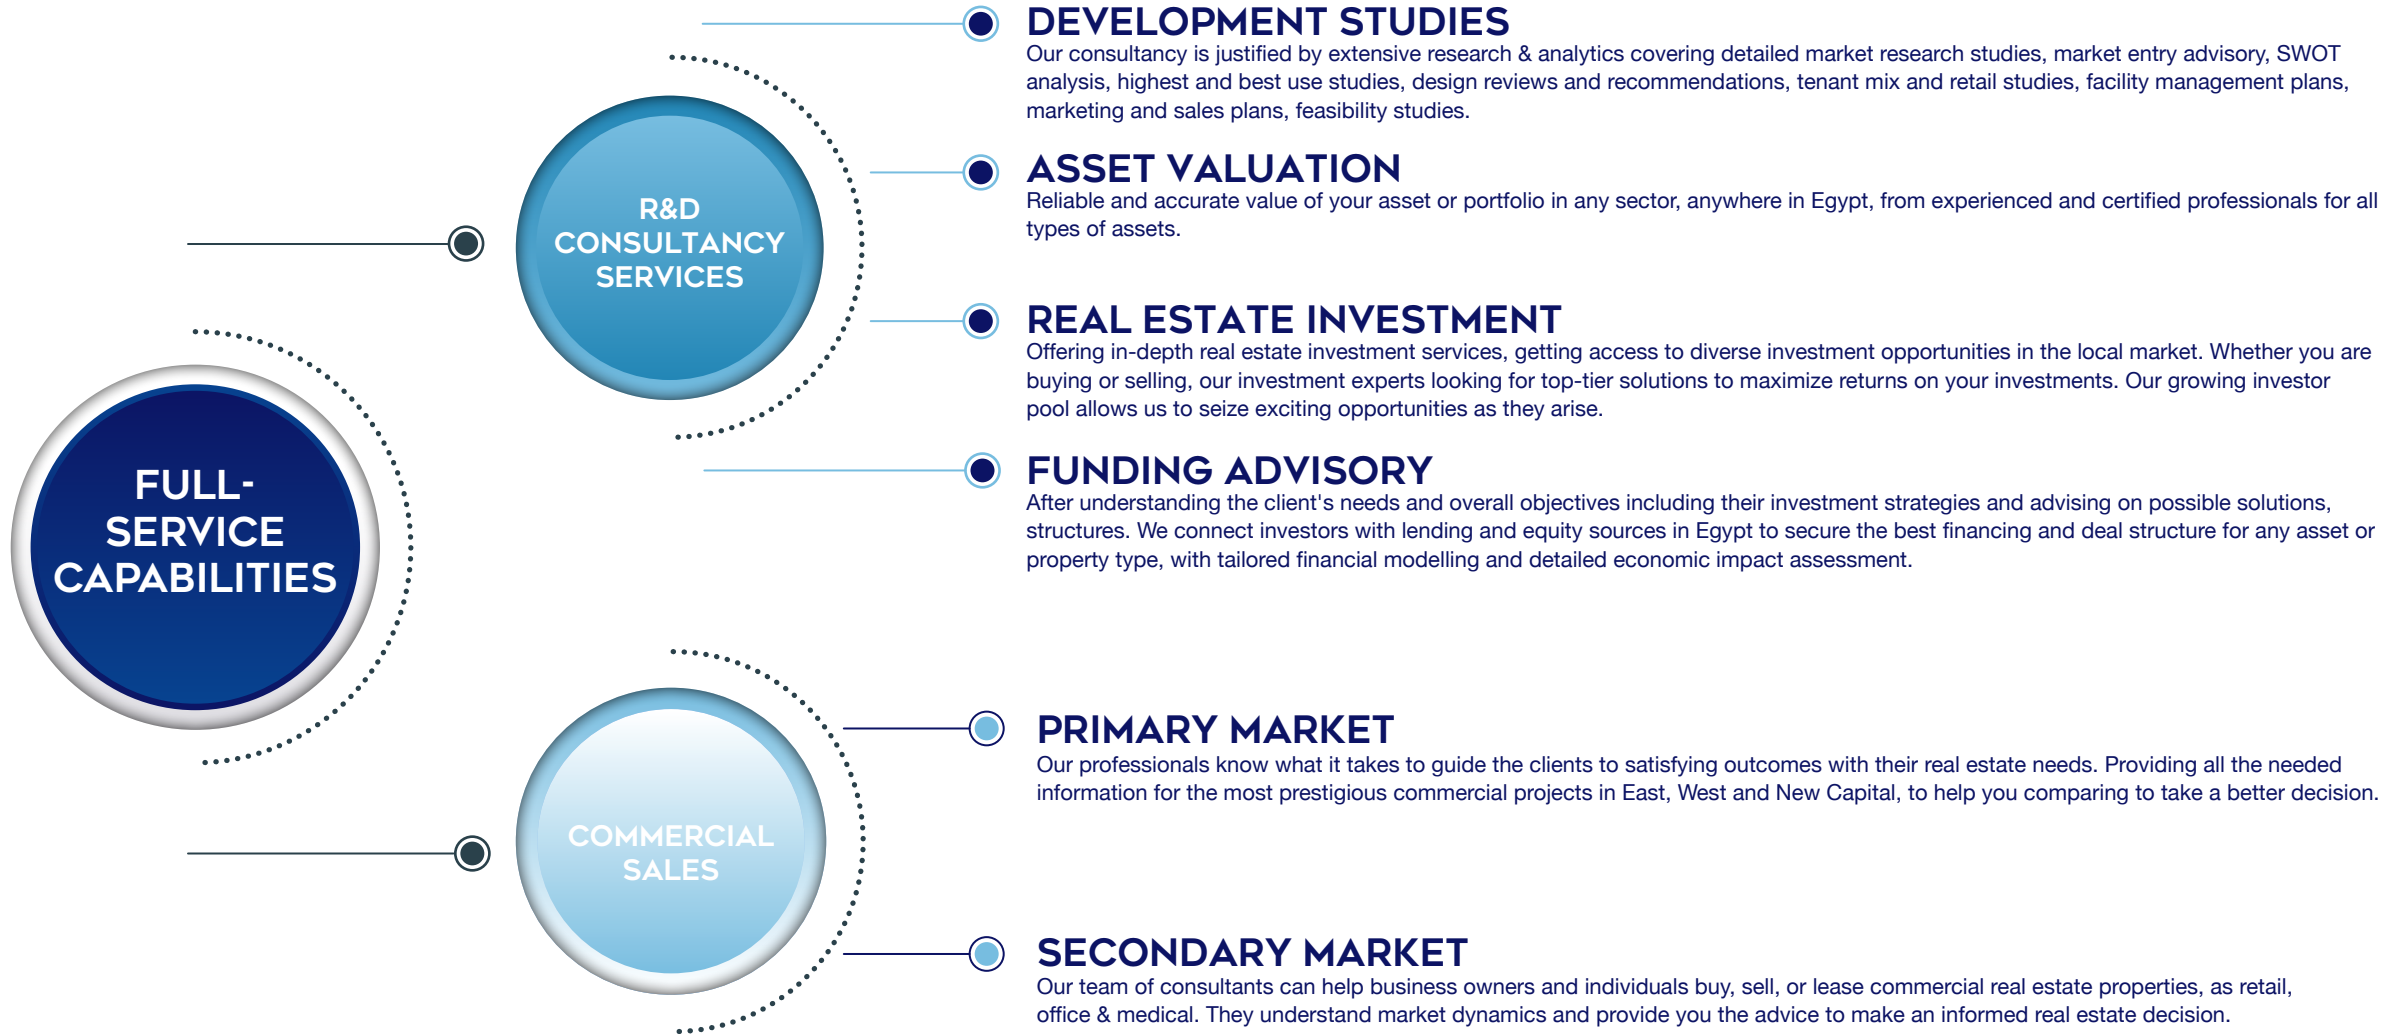 FULL-
SERVICE
CAPABILITIES
R&D
CONSULTANCY
SERVICES
DEVELOPMENT STUDIES
Our consultancy is justified by extensive research & analytics covering detailed market research studies, market entry advisory, SWOT
analysis, highest and best use studies, design reviews and recommendations, tenant mix and retail studies, facility management plans,
marketing and sales plans, feasibility studies.
ASSET VALUATION
Reliable and accurate value of your asset or portfolio in any sector, anywhere in Egypt, from experienced and certified professionals for all
types of assets.
REAL ESTATE INVESTMENT
Offering in-depth real estate investment services, getting access to diverse investment opportunities in the local market. Whether you are
buying or selling, our investment experts looking for top-tier solutions to maximize returns on your investments. Our growing investor
pool allows us to seize exciting opportunities as they arise.
FUNDING ADVISORY
After understanding the client's needs and overall objectives including their investment strategies and advising on possible solutions,
structures. We connect investors with lending and equity sources in Egypt to secure the best financing and deal structure for any asset or
property type, with tailored financial modelling and detailed economic impact assessment.
COMMERCIAL
SALES
PRIMARY MARKET
Our professionals know what it takes to guide the clients to satisfying outcomes with their real estate needs. Providing all the needed
information for the most prestigious commercial projects in East, West and New Capital, to help you comparing to take a better decision.
SECONDARY MARKET
Our team of consultants can help business owners and individuals buy, sell, or lease commercial real estate properties, as retail,
office & medical. They understand market dynamics and provide you the advice to make an informed real estate decision.